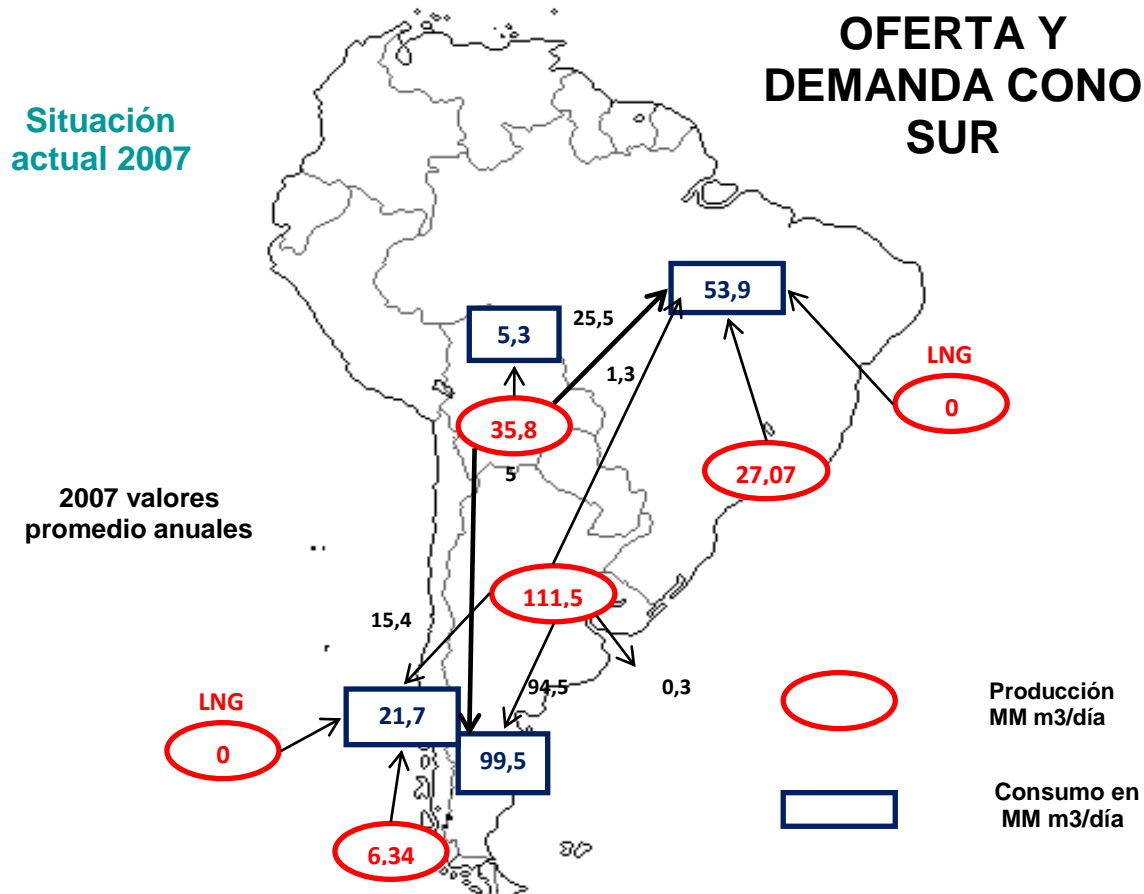 OFERTA Y
DEMANDA CONO
SUR
Situación
actual 2007
53,9
25,5
5,3
1,3
LNG
0
35,8
27,07
5
2007 valores
promedio anuales
111,5
15,4
94,5
0,3
LNG
0
21,7
99,5
6,34
Producción
MM m3/día
Consumo en
MM m3/día